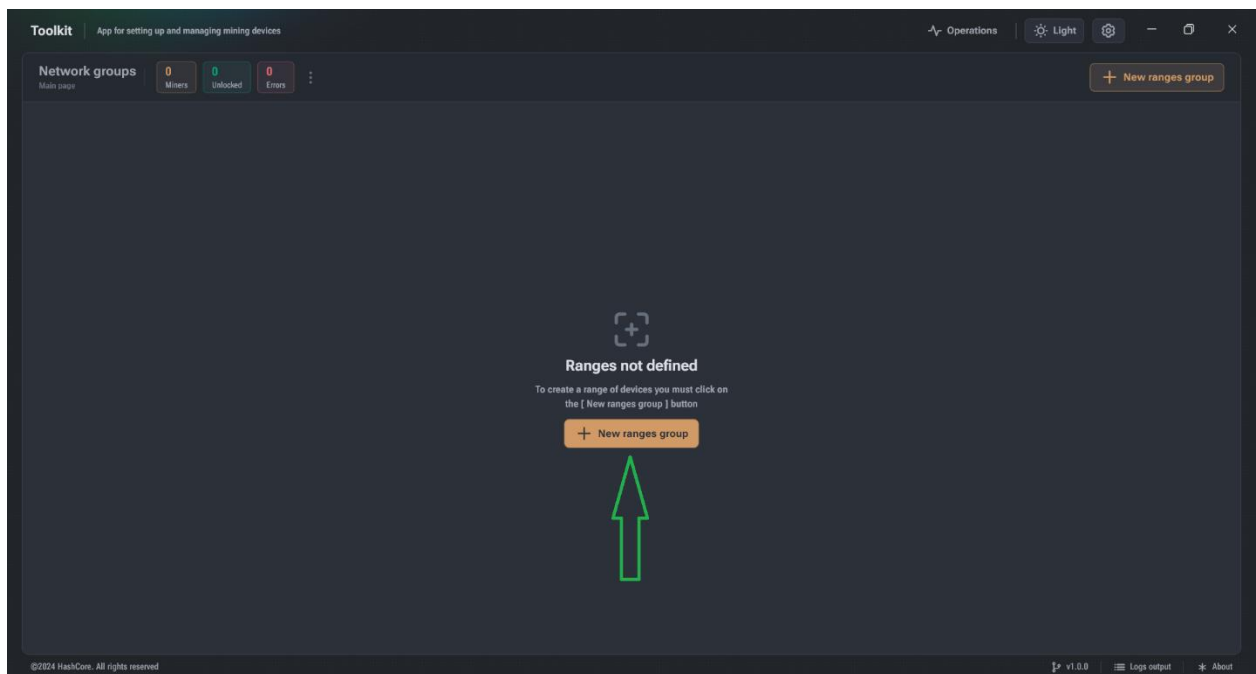 Toolkit
App for setting up and managing mining devices
Operations
Light
Network groups
Main page
0
Miners
0
Unlocked
0
Errors
New ranges group
Ranges not defined
To create a range of devices you must click on
the [ New ranges group ] button
New ranges group
©2024 HashCore. All rights reserved
v1.0.0
Logs output
About